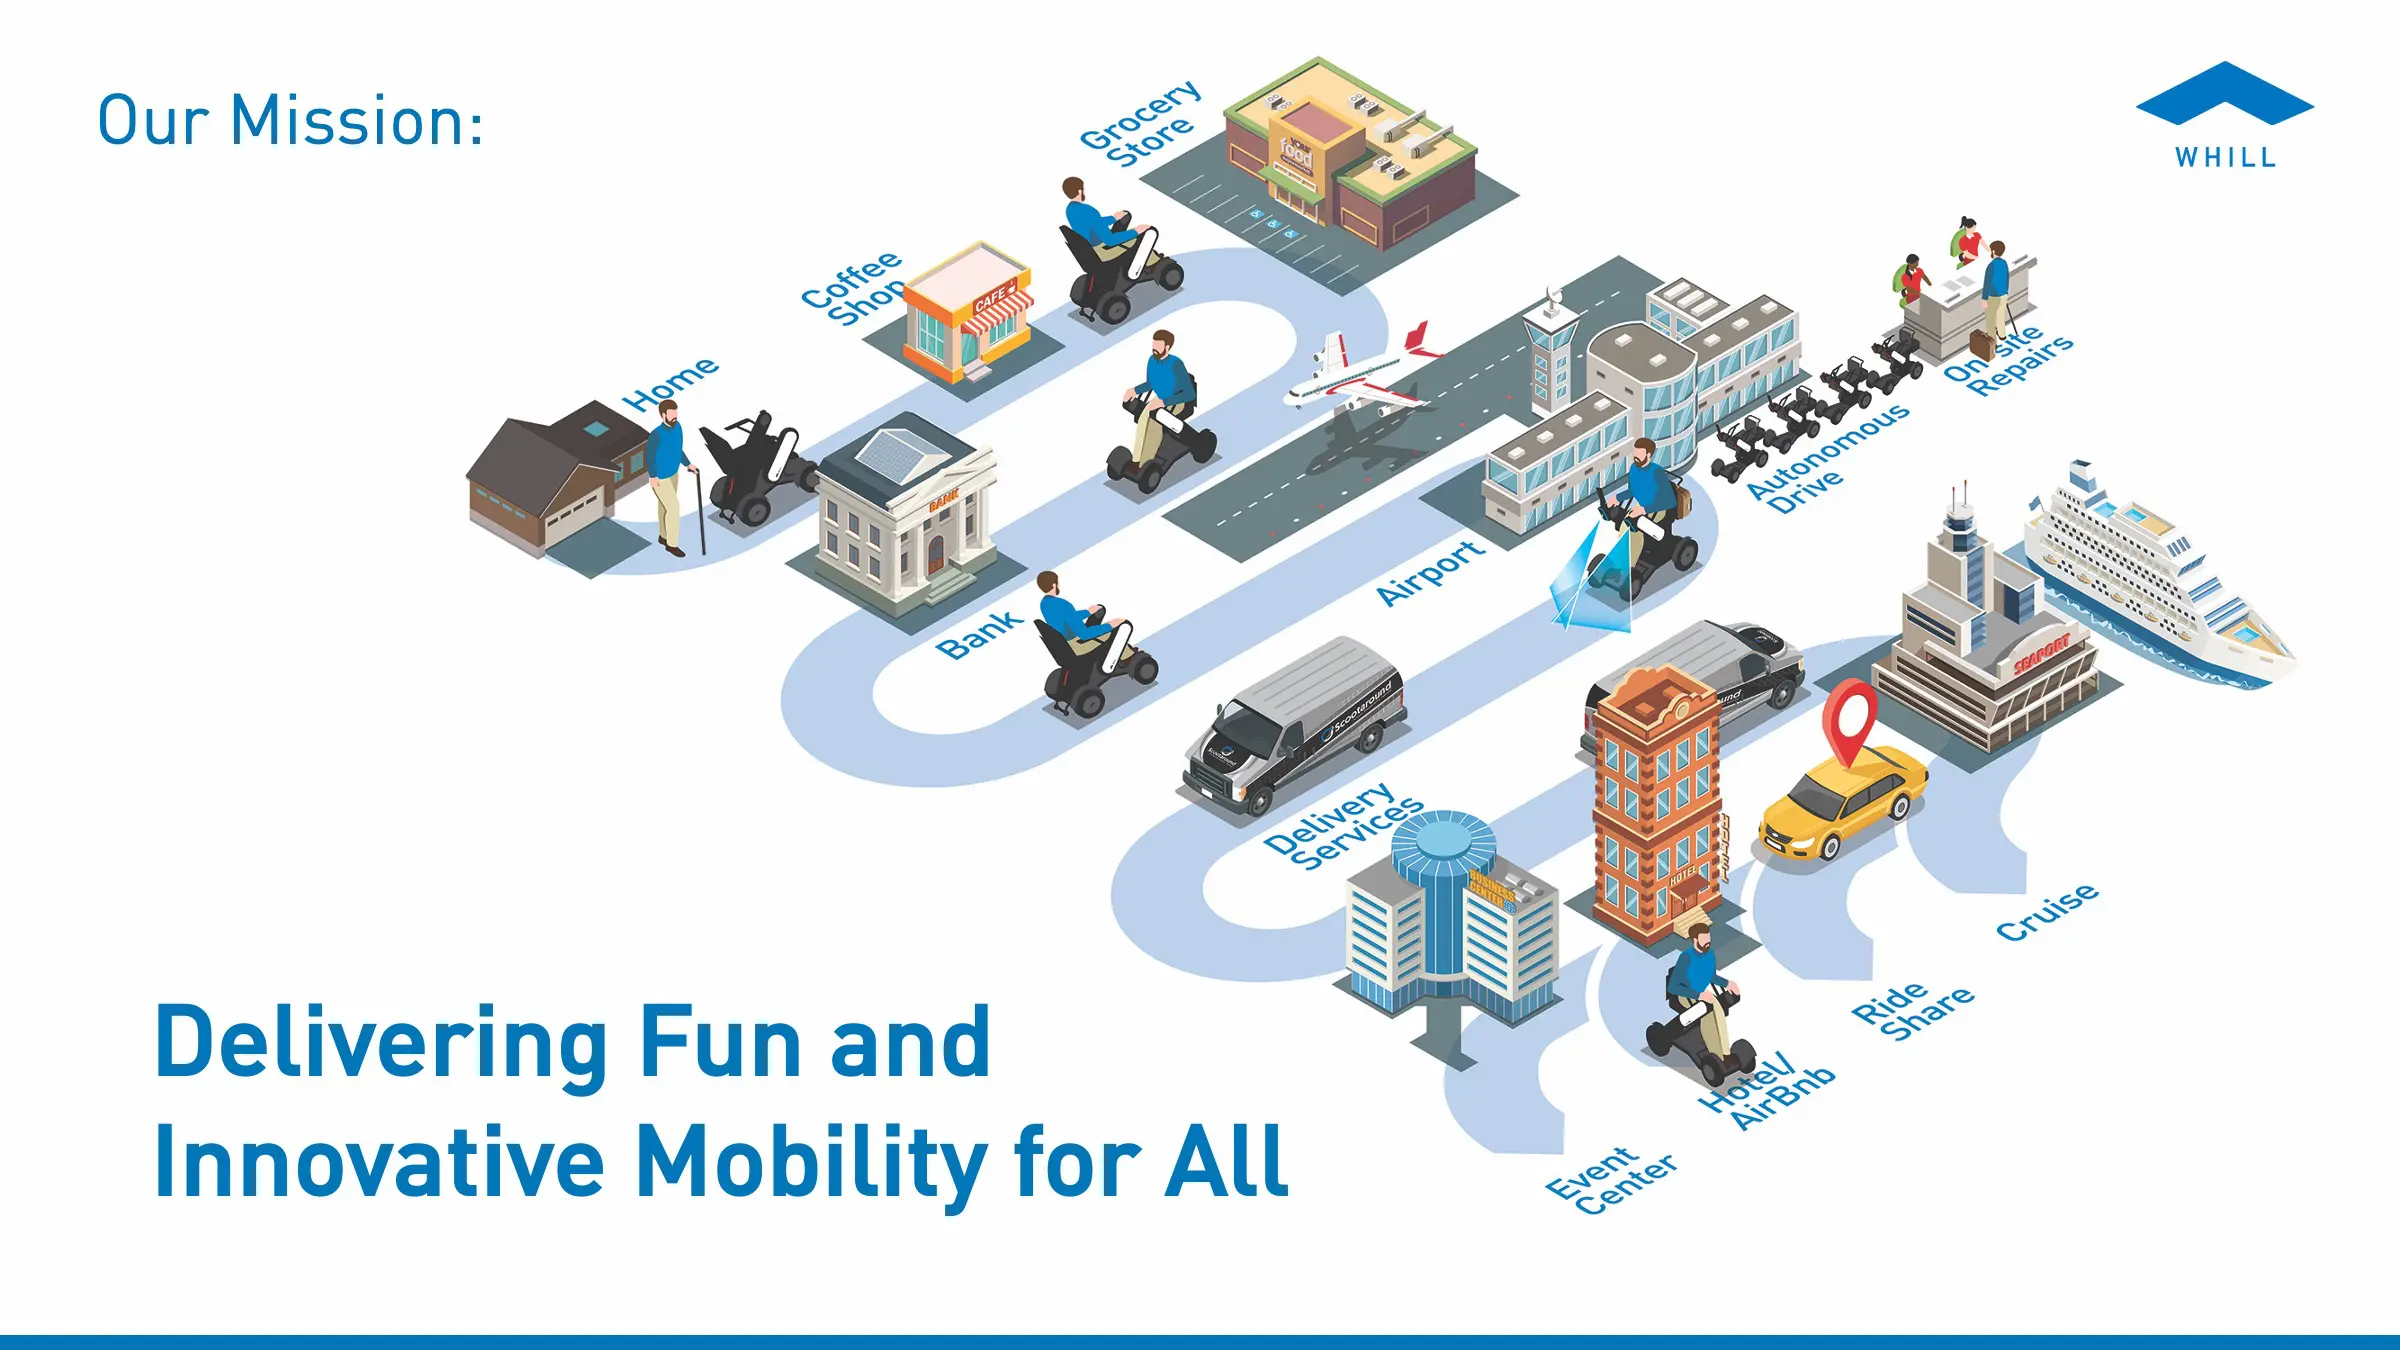 Our Mission:
WHILL
Grocery
Store
food
Coffee
Shop
CAFE
Home
BANK
Bank
Airport
On-site
Repairs
Autonomous
Drive
SEAPORT
Scootaround
Scootaround
Delivery
Services
BUSINESS
CENTER
HOTEL
HOTEL
Cruise
Ride
Share
Hotel/
AirBnb
Event
Center
Delivering Fun and
Innovative Mobility for All